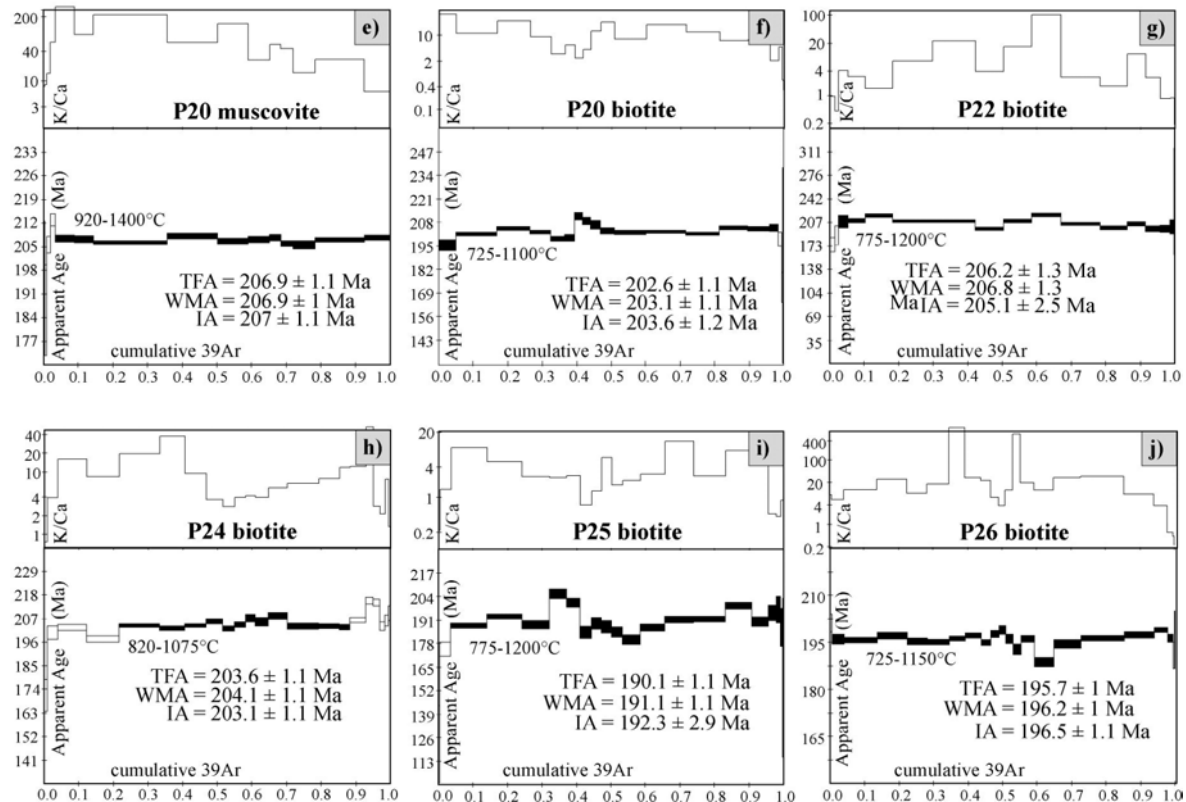 e)
200
40
10
3
K/Ca
P20 muscovite
233
226
219
212
205
198
191
184
177
Apparent Age (Ma)
920-1400°C
TFA = 206.9 ± 1.1 Ma
WMA = 206.9 ± 1 Ma
IA = 207 ± 1.1 Ma
cumulative 39Ar
0.0 0.1 0.2 0.3 0.4 0.5 0.6 0.7 0.8 0.9 1.0
f)
10
2
0.4
0.1
K/Ca
P20 biotite
247
234
221
208
195
182
169
156
143
Apparent Age (Ma)
725-1100°C
TFA = 202.6 ± 1.1 Ma
WMA = 203.1 ± 1.1 Ma
IA = 203.6 ± 1.2 Ma
cumulative 39Ar
0.0 0.1 0.2 0.3 0.4 0.5 0.6 0.7 0.8 0.9 1.0
g)
100
20
4
1
0.2
K/Ca
P22 biotite
311
276
242
207
173
138
104
69
35
Apparent Age (Ma)
775-1200°C
TFA = 206.2 ± 1.3 Ma
WMA = 206.8 ± 1.3
Ma IA = 205.1 ± 2.5 Ma
cumulative 39Ar
0.0 0.1 0.2 0.3 0.4 0.5 0.6 0.7 0.8 0.9 1.0
h)
40
20
10
4
2
1
K/Ca
P24 biotite
229
218
207
196
185
174
163
152
141
Apparent Age (Ma)
820-1075°C
TFA = 203.6 ± 1.1 Ma
WMA = 204.1 ± 1.1 Ma
IA = 203.1 ± 1.1 Ma
cumulative 39Ar
0.0 0.1 0.2 0.3 0.4 0.5 0.6 0.7 0.8 0.9 1.0
i)
20
4
1
0.2
K/Ca
P25 biotite
217
204
191
178
165
152
139
126
113
Apparent Age (Ma)
775-1200°C
TFA = 190.1 ± 1.1 Ma
WMA = 191.1 ± 1.1 Ma
IA = 192.3 ± 2.9 Ma
cumulative 39Ar
0.0 0.1 0.2 0.3 0.4 0.5 0.6 0.7 0.8 0.9 1.0
j)
400
100
20
4
1
0.2
K/Ca
P26 biotite
210
195
180
165
Apparent Age (Ma)
725-1150°C
TFA = 195.7 ± 1 Ma
WMA = 196.2 ± 1 Ma
IA = 196.5 ± 1.1 Ma
cumulative 39Ar
0.0 0.1 0.2 0.3 0.4 0.5 0.6 0.7 0.8 0.9 1.0